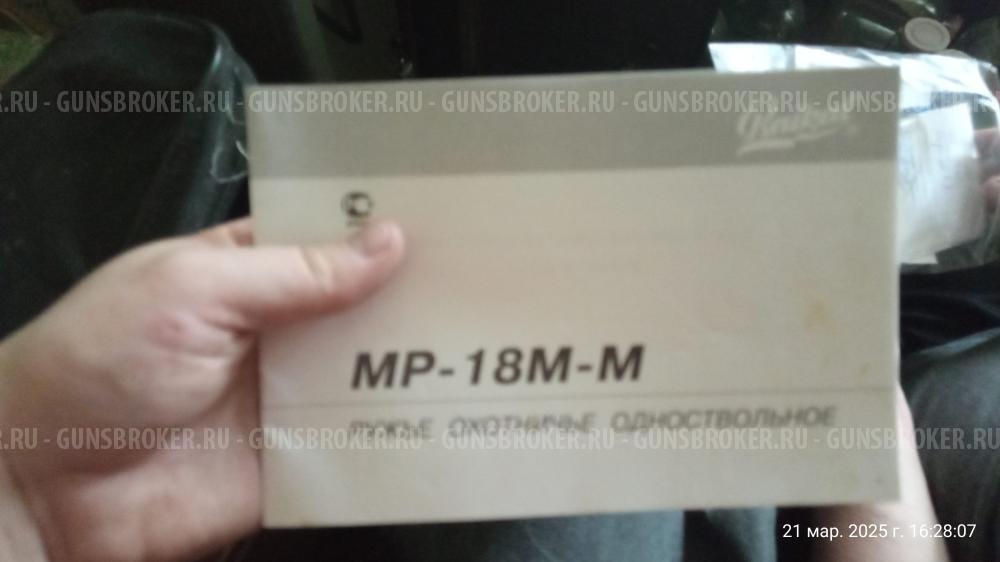 .RU - GUNSBROKER.RU - GUNSBROKER.RU - GUNSBROKER.RU - GUNSBROKER.RU - GUNSBROKER
Baikal
MP-18M-M
РУЖЬЕ ОХОТНИЧЬЕ ОДНОСТВОЛЬНОЕ
.RU - GUNSBROKER.RU - GUNSBROKER.RU - GUNSBROKER.RU - GUNSBROKER.RU - GUNSBROKER
21 мар. 2025 г. 16:28:07